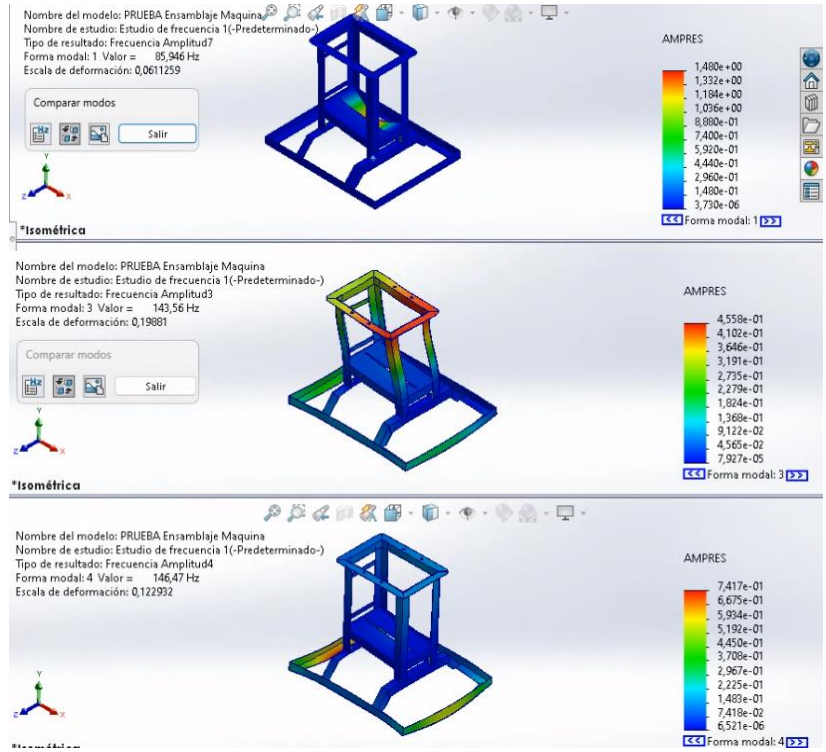 Nombre del modelo: PRUEBA Ensamblaje Maquina
Nombre de estudio: Estudio de frecuencia 1(-Predeterminado-)
Tipo de resultado: Frecuencia Amplitud7
Forma modal: 1 Valor = 85,946 Hz
Escala de deformación: 0,0611259
Comparar modos
Hz
Salir
Y
Z
X
*Isométrica
AMPRES
1,480e+00
1,332e+00
1,184e+00
1,036e+00
8,880e-01
7,400e-01
5,920e-01
4,440e-01
2,960e-01
1,480e-01
3,730e-06
<< Forma modal: 1 >>
Nombre del modelo: PRUEBA Ensamblaje Maquina
Nombre de estudio: Estudio de frecuencia 1(-Predeterminado-)
Tipo de resultado: Frecuencia Amplitud3
Forma modal: 3 Valor = 143,56 Hz
Escala de deformación: 0,19881
Comparar modos
Hz
Salir
Y
Z
X
*Isométrica
AMPRES
4,558e-01
4,102e-01
3,646e-01
3,191e-01
2,735e-01
2,279e-01
1,824e-01
1,368e-01
9,122e-02
4,565e-02
7,927e-05
<< Forma modal: 3 >>
Nombre del modelo: PRUEBA Ensamblaje Maquina
Nombre de estudio: Estudio de frecuencia 1(-Predeterminado-)
Tipo de resultado: Frecuencia Amplitud4
Forma modal: 4 Valor = 146,47 Hz
Escala de deformación: 0,122932
Y
Z
X
*Isométrica
AMPRES
7,417e-01
6,675e-01
5,934e-01
5,192e-01
4,450e-01
3,708e-01
2,967e-01
2,225e-01
1,483e-01
7,418e-02
6,521e-06
<< Forma modal: 4 >>